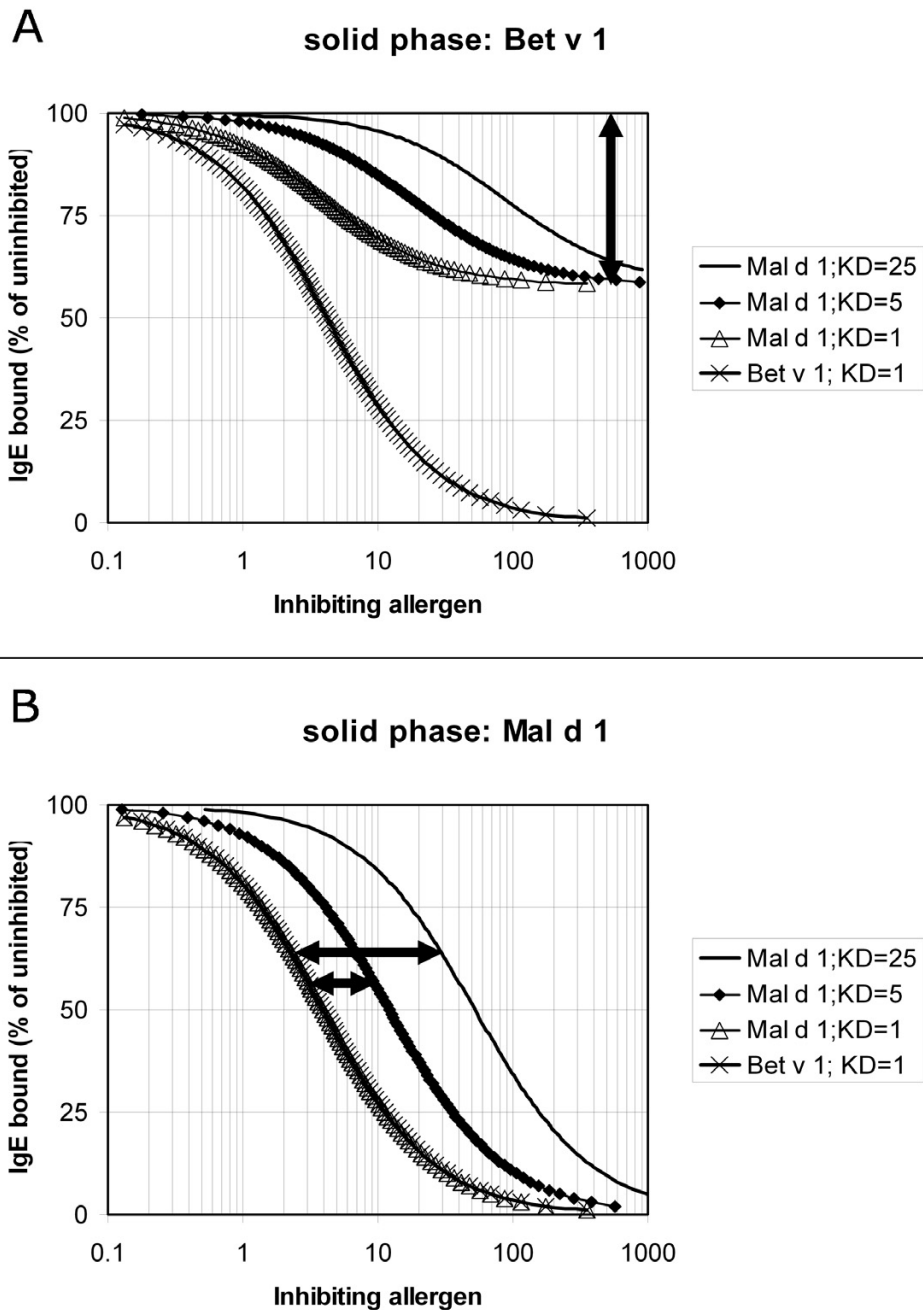 A
solid phase: Bet v 1
IgE bound (% of uninhibited)
100
75
50
25
0
0.1 1 10 100 1000
Inhibiting allergen
Mal d 1;KD=25
Mal d 1;KD=5
Mal d 1;KD=1
Bet v 1; KD=1
B
solid phase: Mal d 1
IgE bound (% of uninhibited)
100
75
50
25
0
0.1 1 10 100 1000
Inhibiting allergen
Mal d 1;KD=25
Mal d 1;KD=5
Mal d 1;KD=1
Bet v 1; KD=1